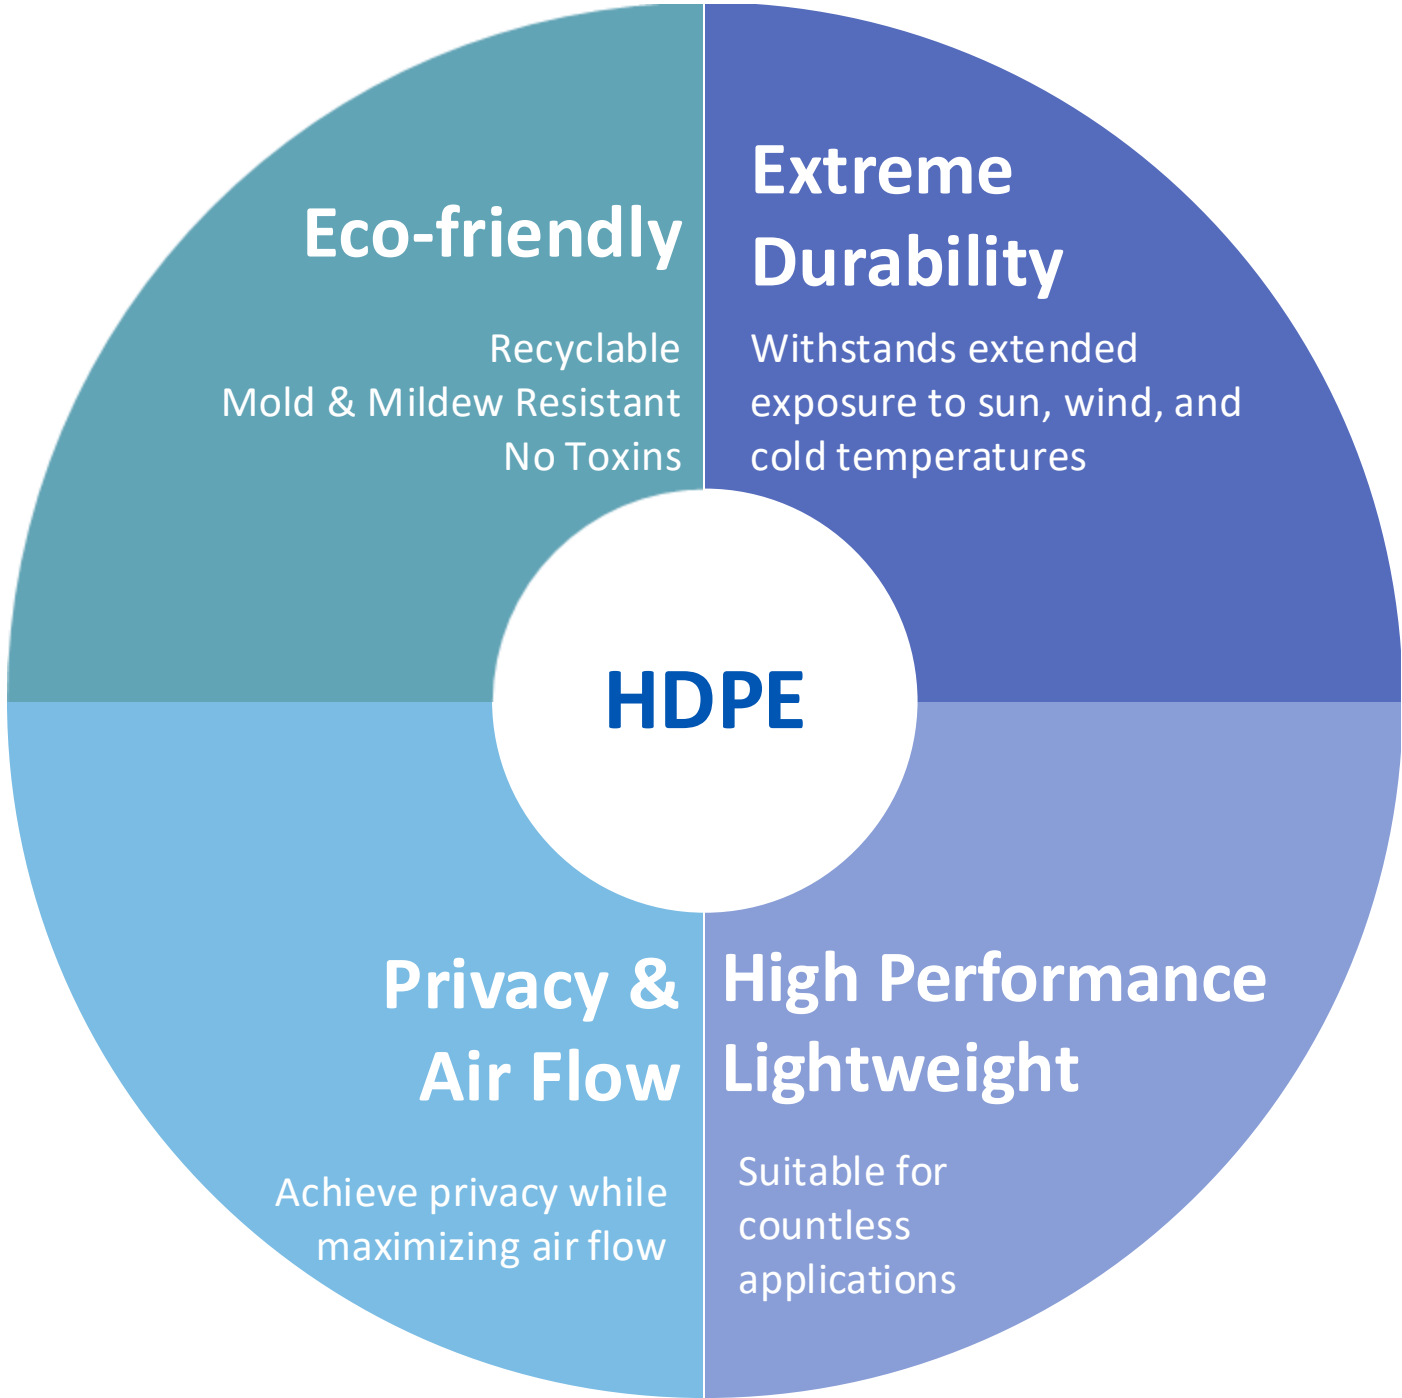 Eco-friendly
Recyclable
Mold & Mildew Resistant
No Toxins
Extreme
Durability
Withstands extended
exposure to sun, wind, and
cold temperatures
HDPE
Privacy &
Air Flow
Achieve privacy while
maximizing air flow
High Performance
Lightweight
Suitable for
countless
applications